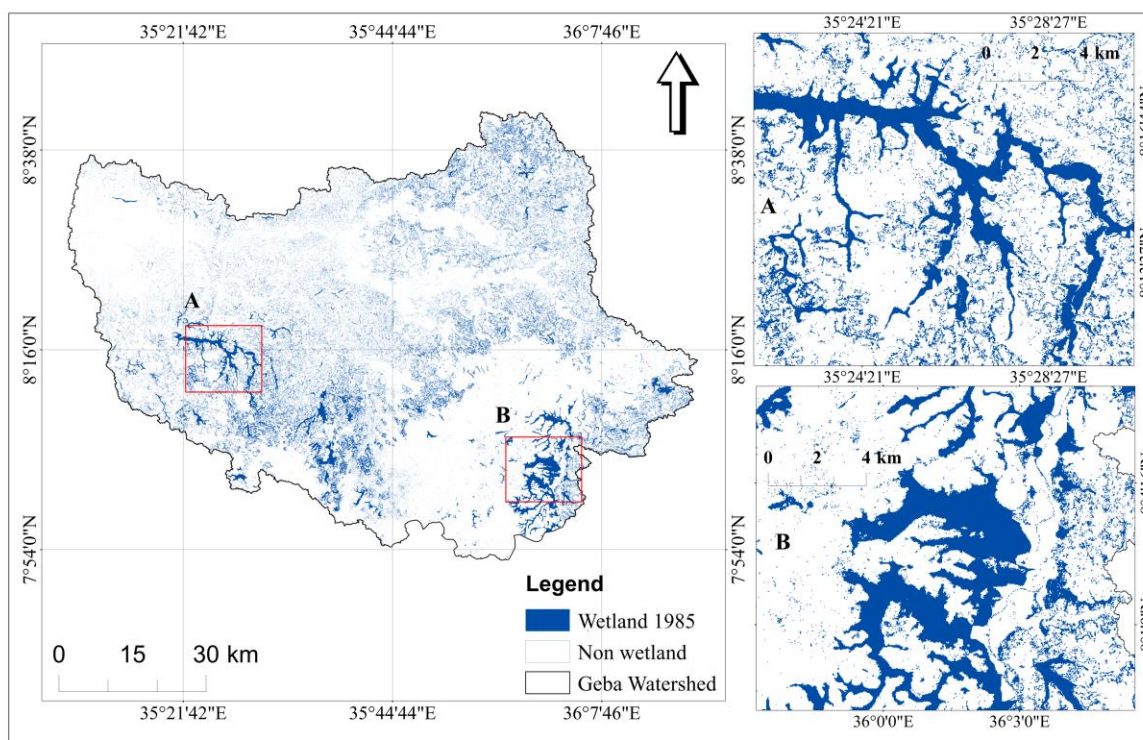 35°21'42"E 35°44'44"E 36°7'46"E
8°38'0"N
8°16'0"N
7°54'0"N
A
B
Legend
Wetland 1985
Non wetland
Geba Watershed
0 15 30 km
8°38'0"N
8°16'0"N
7°54'0"N
35°21'42"E 35°44'44"E 36°7'46"E
35°24'21"E 35°28'27"E
0 2 4 km
A
35°24'21"E 35°28'27"E
0 2 4 km
B
36°0'0"E 36°3'0"E